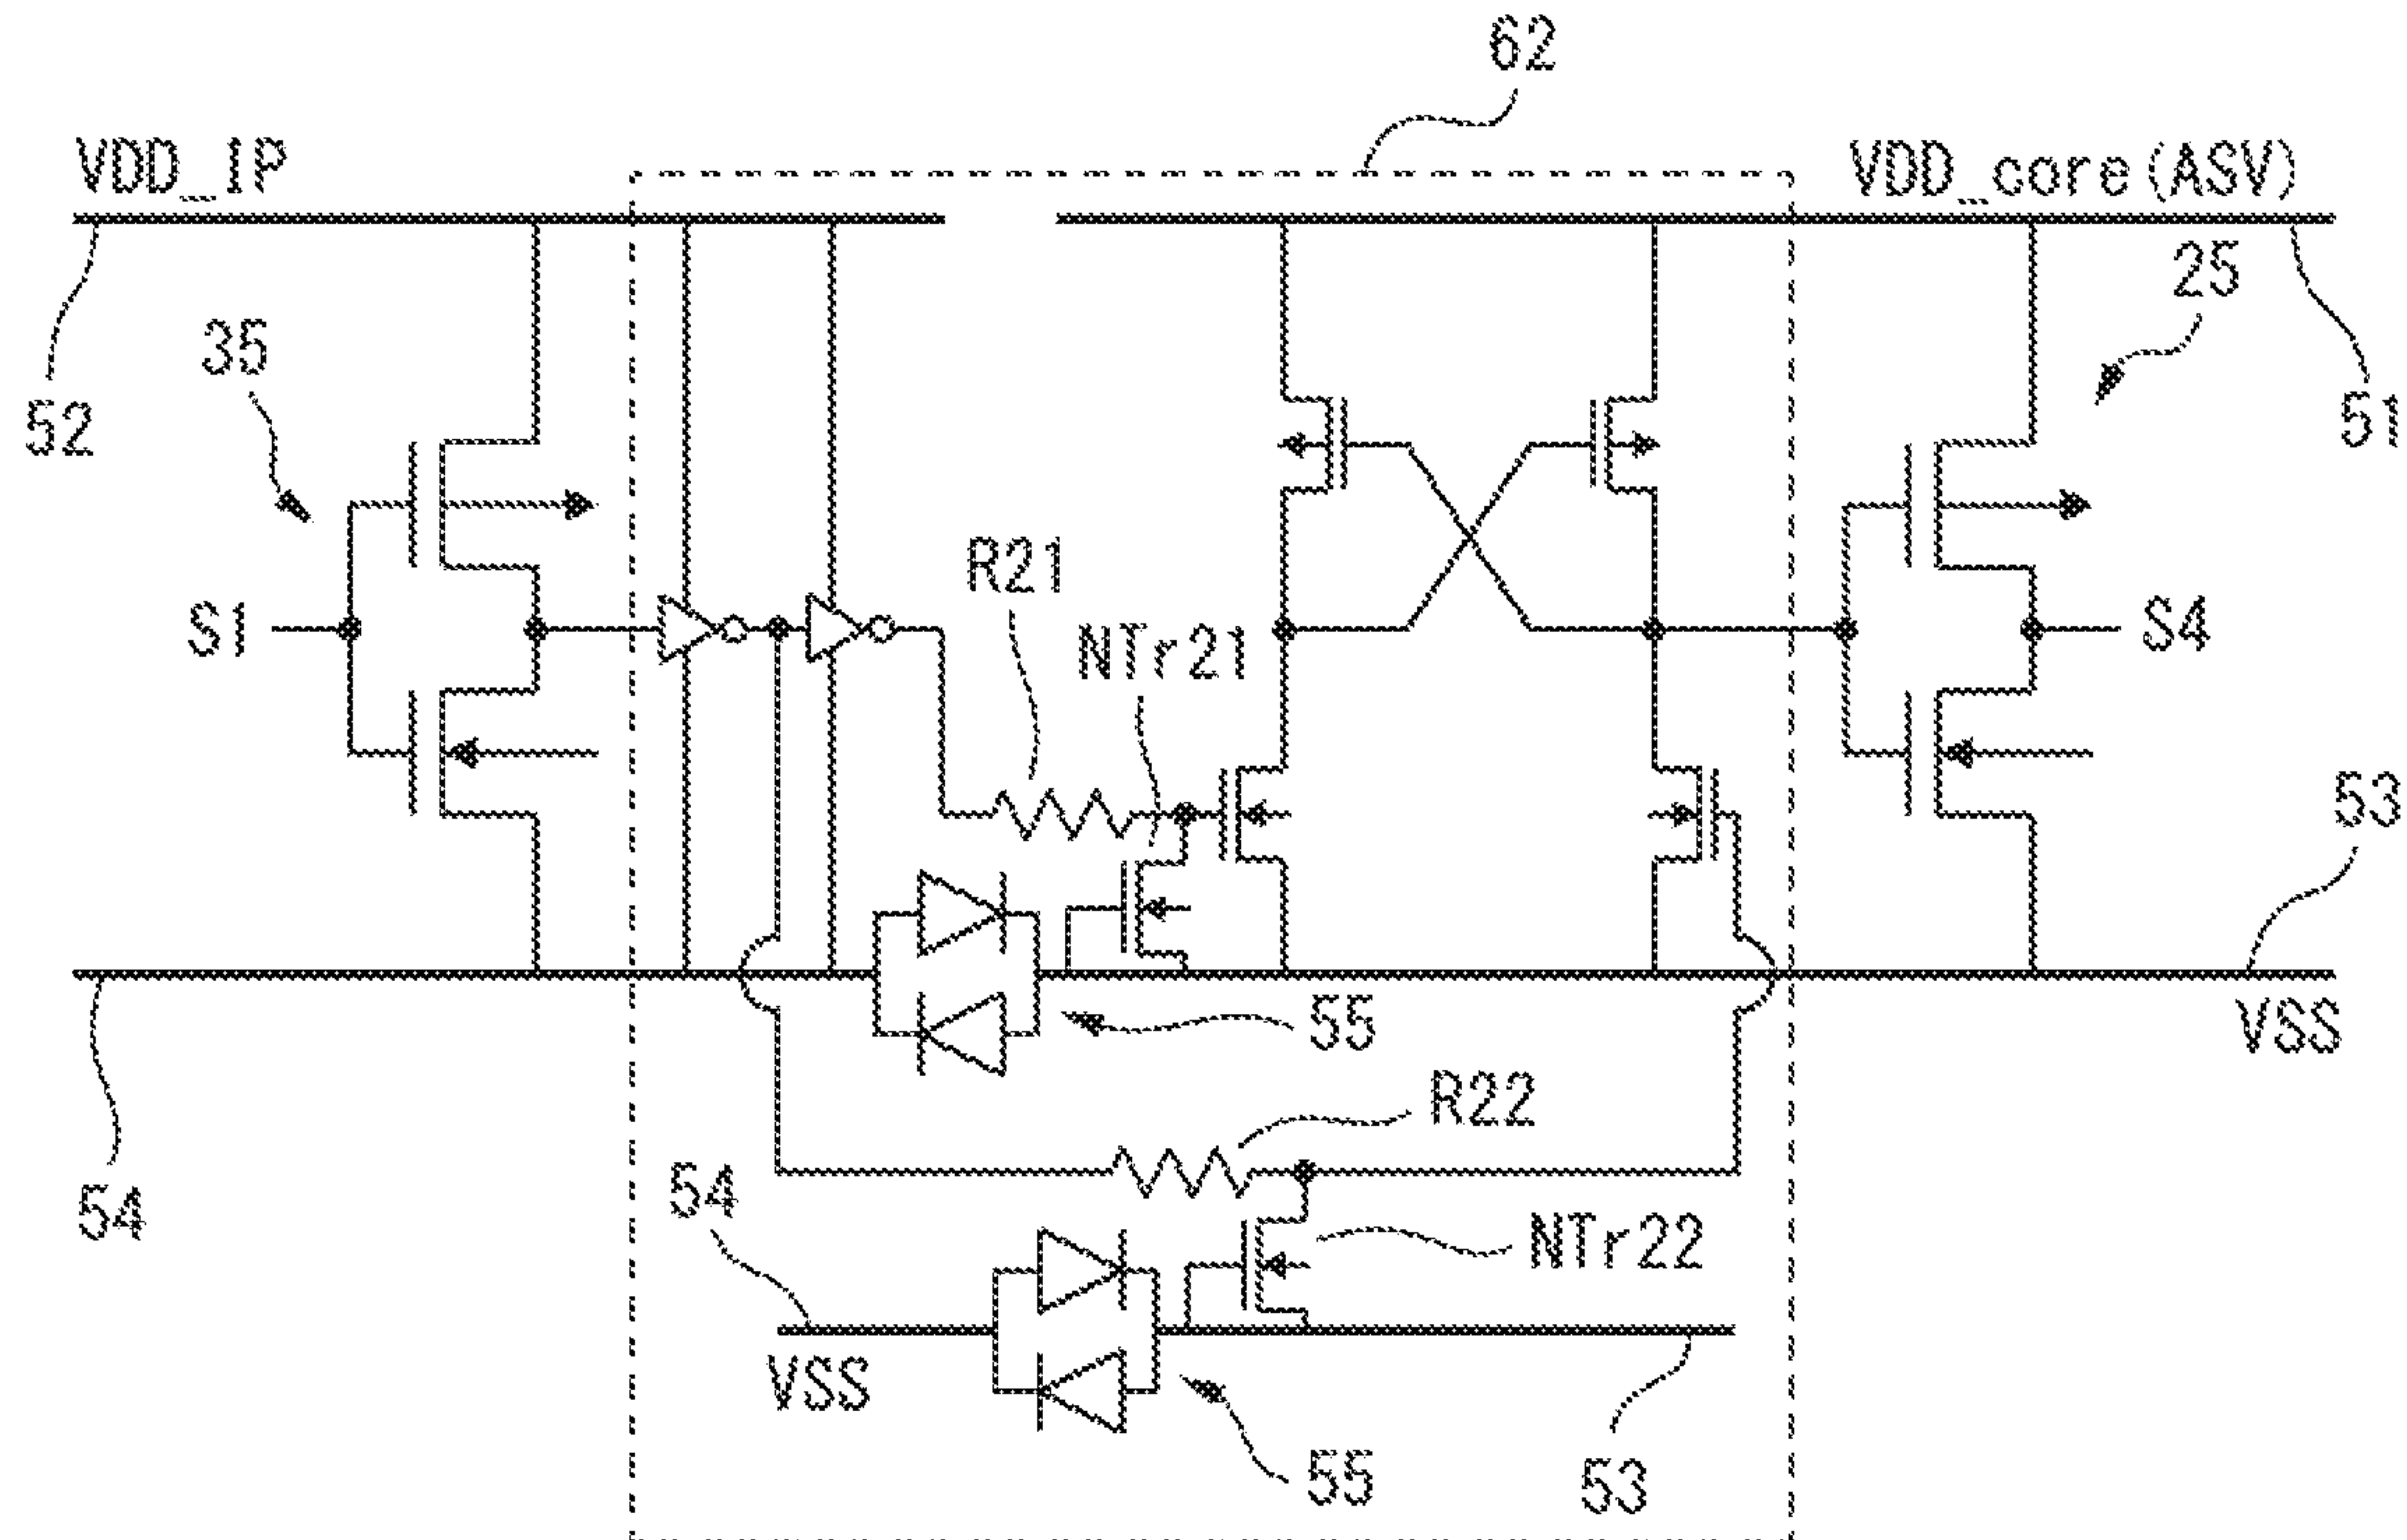 62
VDD_IP
VDD_core(ASV)
25
35
52
51
R21
NTr21
S1
S4
53
55
VSS
R22
54
54
NTr22
VSS
55
53